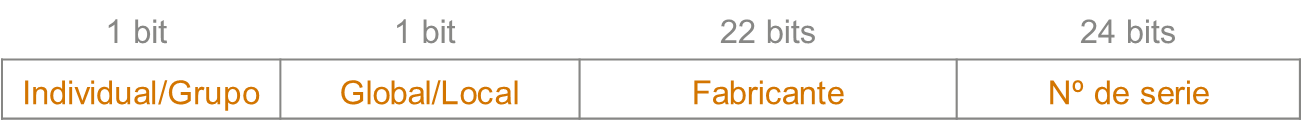 1 bit 1 bit 22 bits 24 bits
Individual/Grupo Global/Local Fabricante Nº de serie